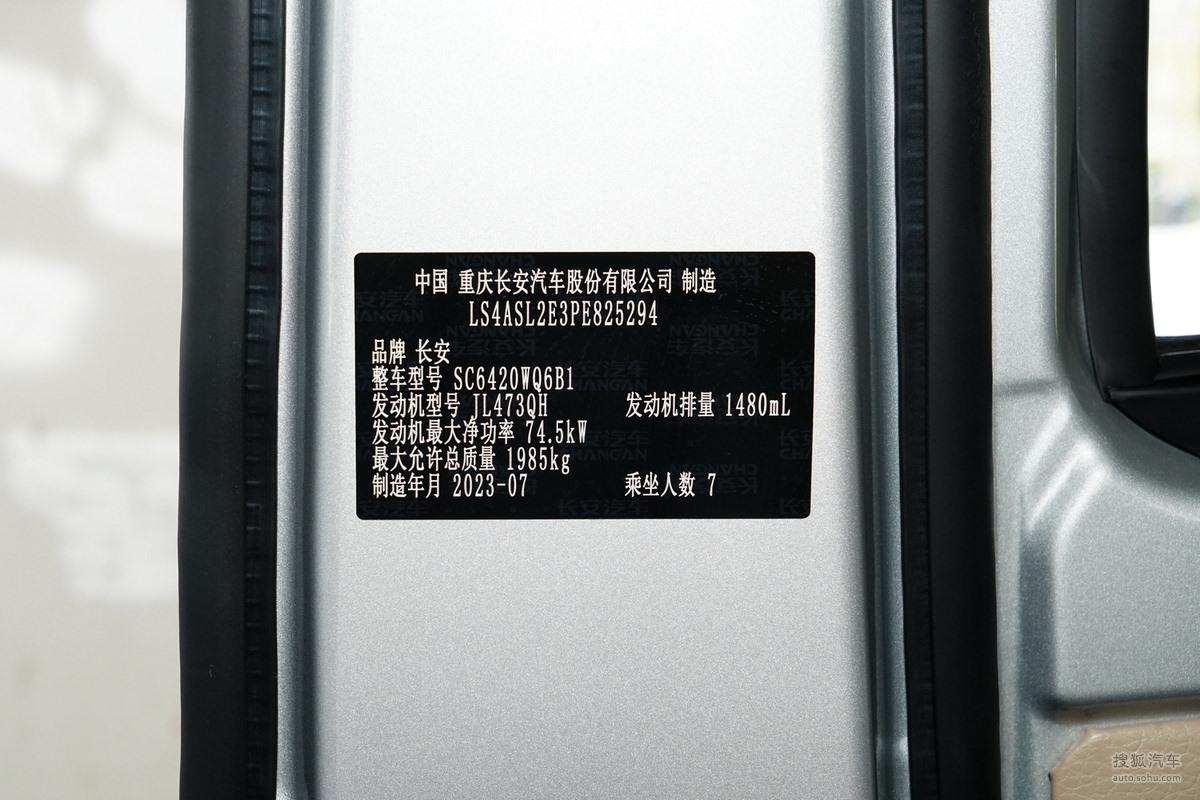 中国 重庆长安汽车股份有限公司 制造
LS4ASL2E3PE825294
品牌 长安
整车型号 SC6420WQ6B1
发动机型号 JL473QH 发动机排量 1480mL
发动机最大净功率 74.5kW
最大允许总质量 1985kg
制造年月 2023-07 乘坐人数 7
搜狐汽车
auto.sohu.com